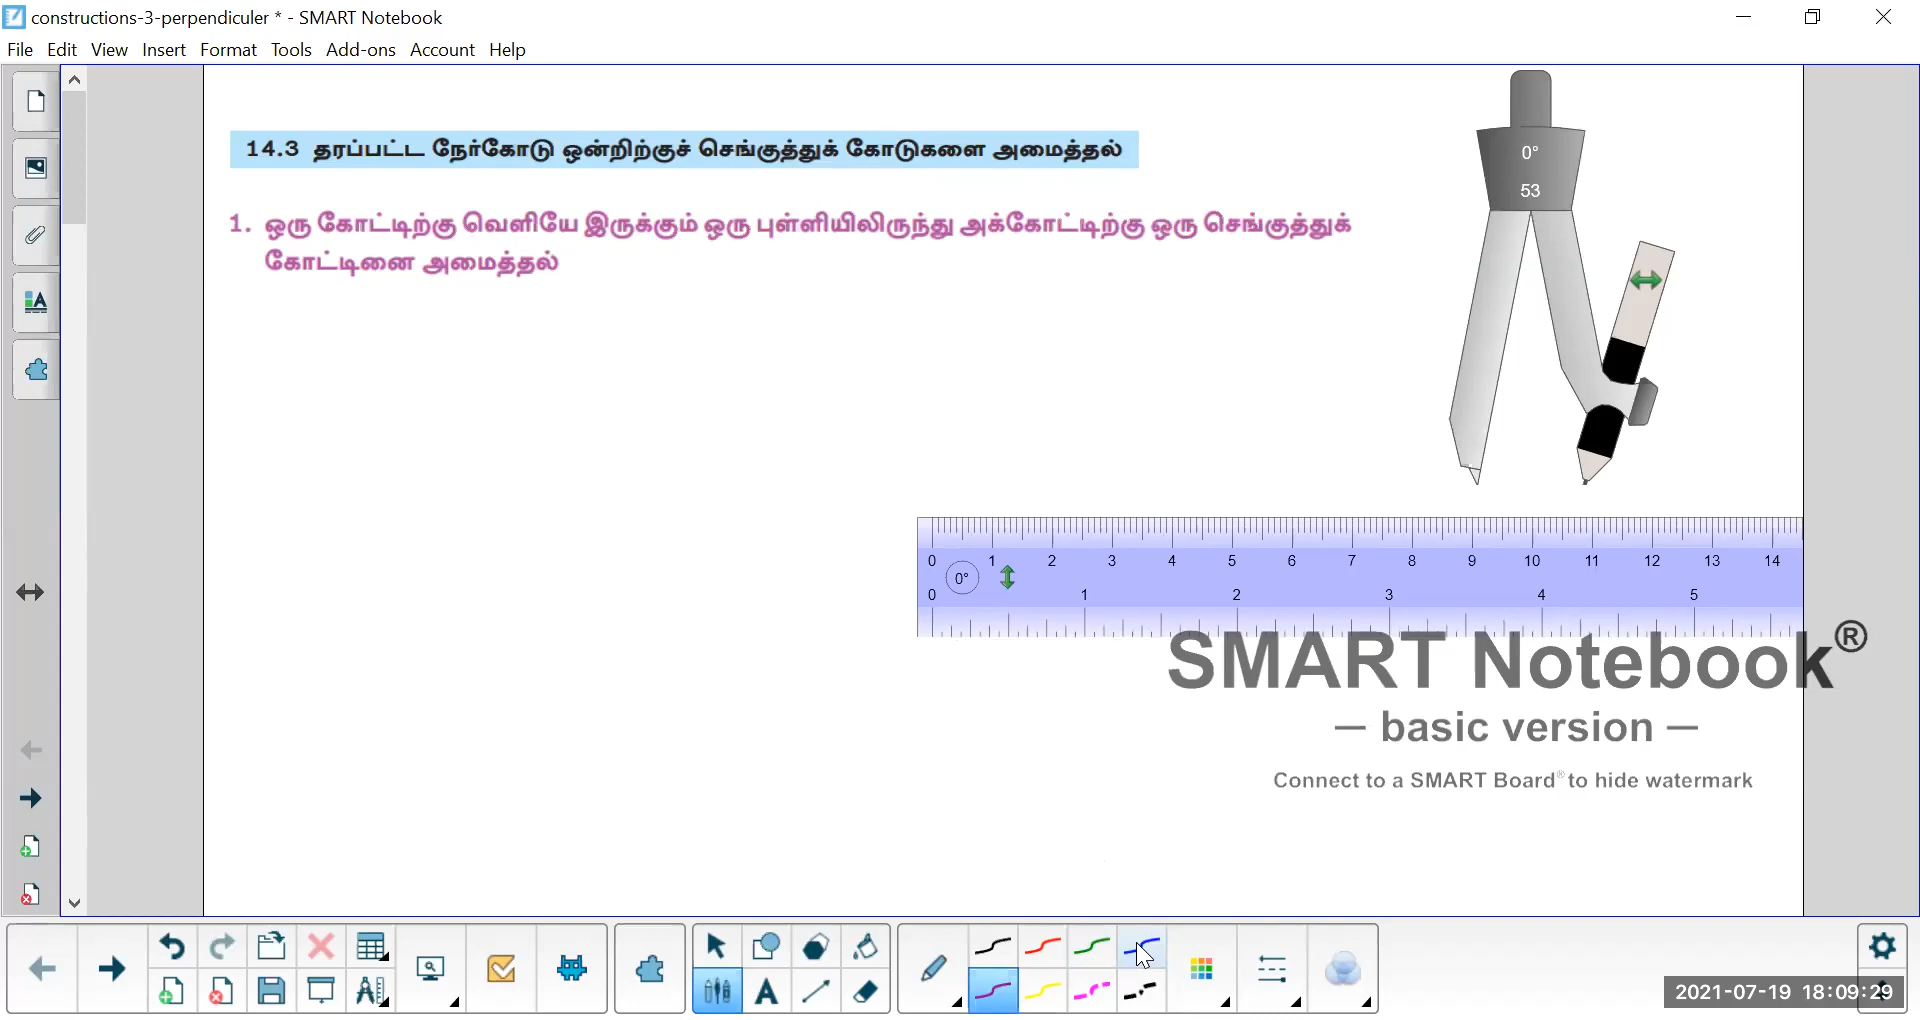 constructions-3-perpendiculer * - SMART Notebook
File Edit View Insert Format Tools Add-ons Account Help
14.3 தரப்பட்ட நேர்கோடு ஒன்றிற்குச் செங்குத்துக் கோடுகளை அமைத்தல்
1. ஒரு கோட்டிற்கு வெளியே இருக்கும் ஒரு புள்ளியிலிருந்து அக்கோட்டிற்கு ஒரு செங்குத்துக்
கோட்டினை அமைத்தல்
0°
53
0 1 2 3 4 5 6 7 8 9 10 11 12 13 14
0°
0 1 2 3 4 5
SMART Notebook®
— basic version —
Connect to a SMART Board® to hide watermark
2021-07-19 18:09:29